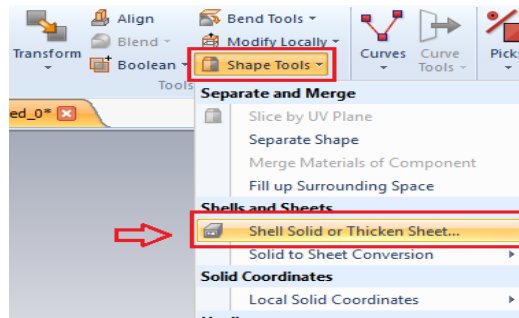 Align
Bend Tools
Transform
Blend
Modify Locally
Curves
Curve
Tools
Boolean
Shape Tools
Tools
ed_0*
Separate and Merge
Slice by UV Plane
Separate Shape
Merge Materials of Component
Fill up Surrounding Space
Shells and Sheets
Shell Solid or Thicken Sheet...
Solid to Sheet Conversion
Solid Coordinates
Local Solid Coordinates